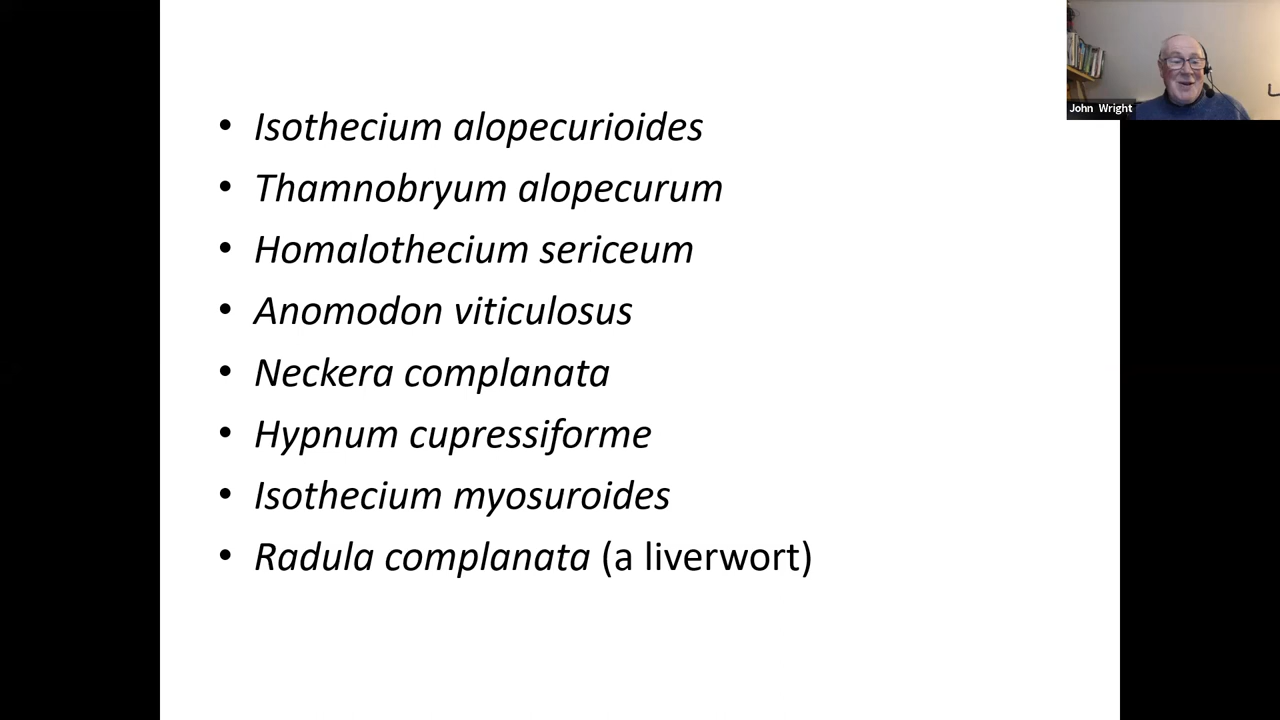 • Isothecium alopecurioides
• Thamnobryum alopecurum
• Homalothecium sericeum
• Anomodon viticulosus
• Neckera complanata
• Hypnum cupressiforme
• Isothecium myosuroides
• Radula complanata (a liverwort)
John Wright